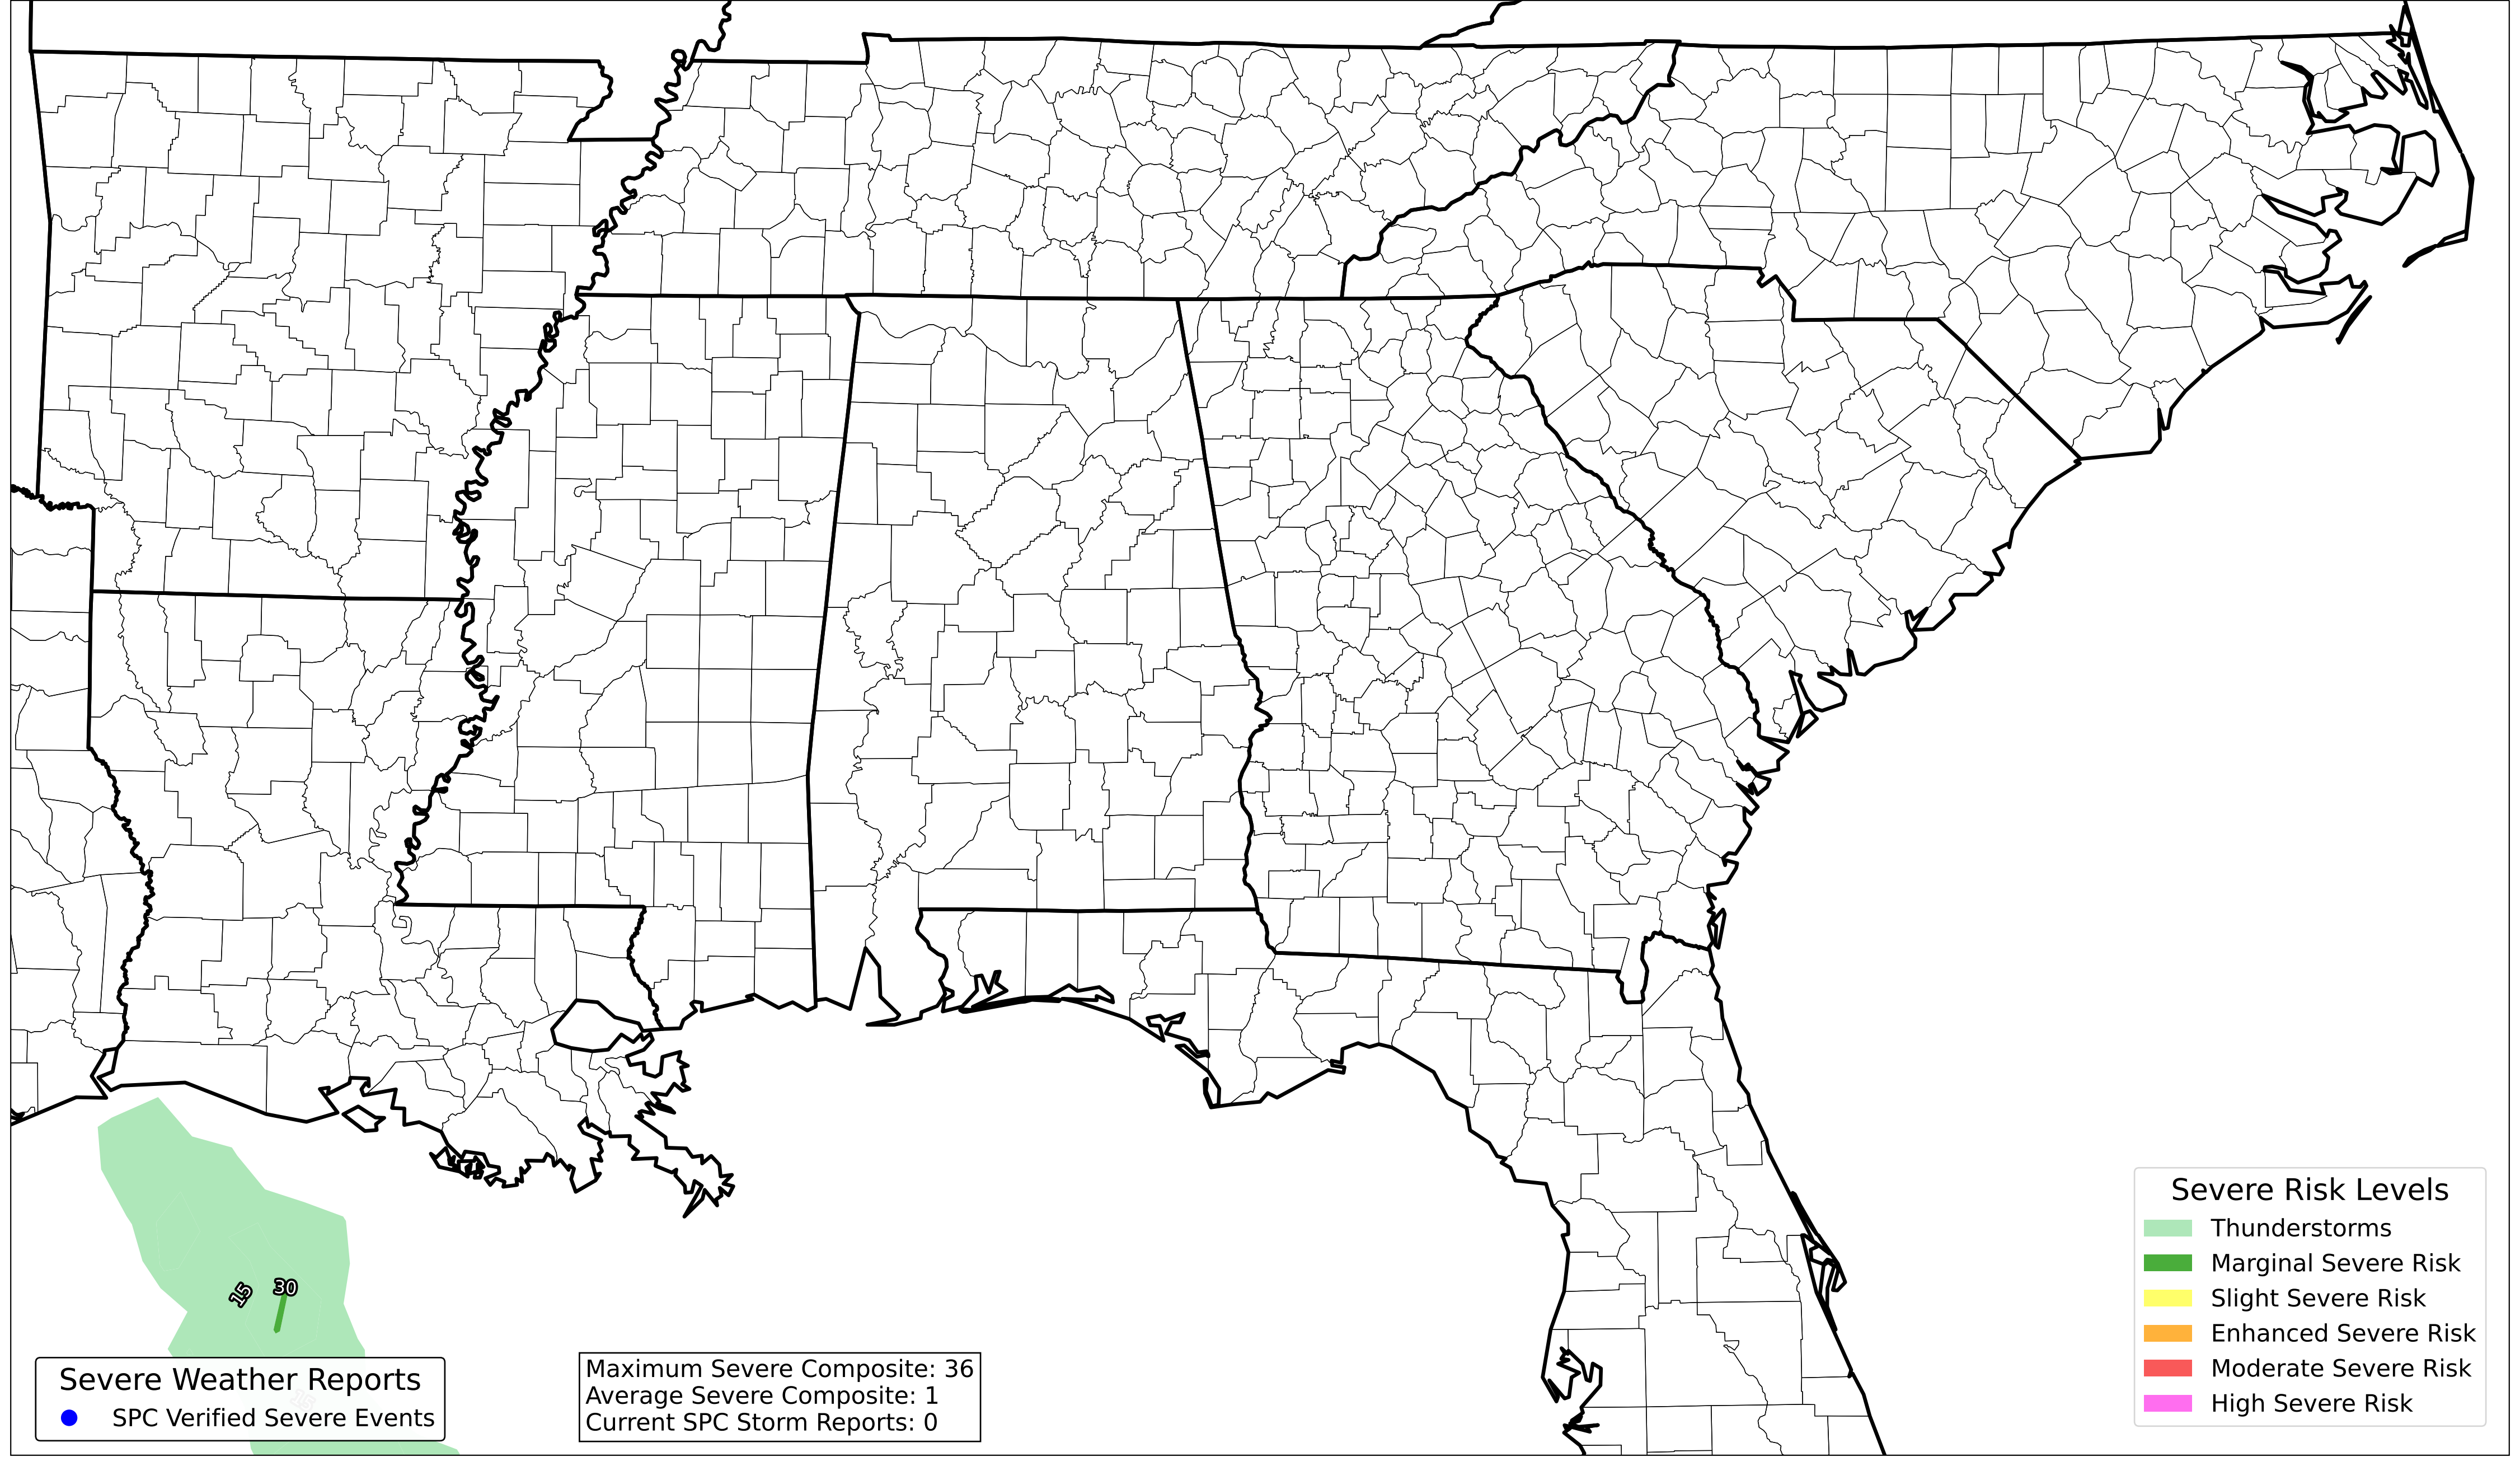 15
30
Severe Weather Reports
SPC Verified Severe Events
Maximum Severe Composite: 36
Average Severe Composite: 1
Current SPC Storm Reports: 0
Severe Risk Levels
Thunderstorms
Marginal Severe Risk
Slight Severe Risk
Enhanced Severe Risk
Moderate Severe Risk
High Severe Risk